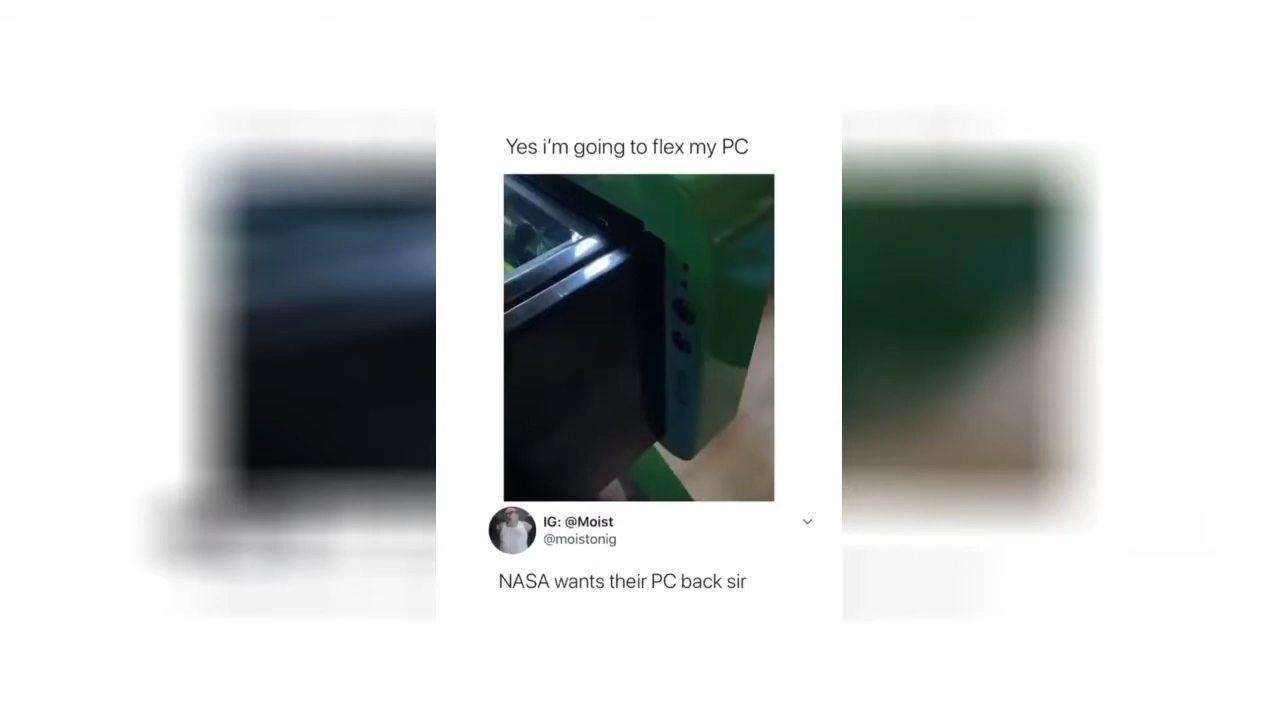 Yes i'm going to flex my PC
IG: @Moist
@moistonig
NASA wants their PC back sir